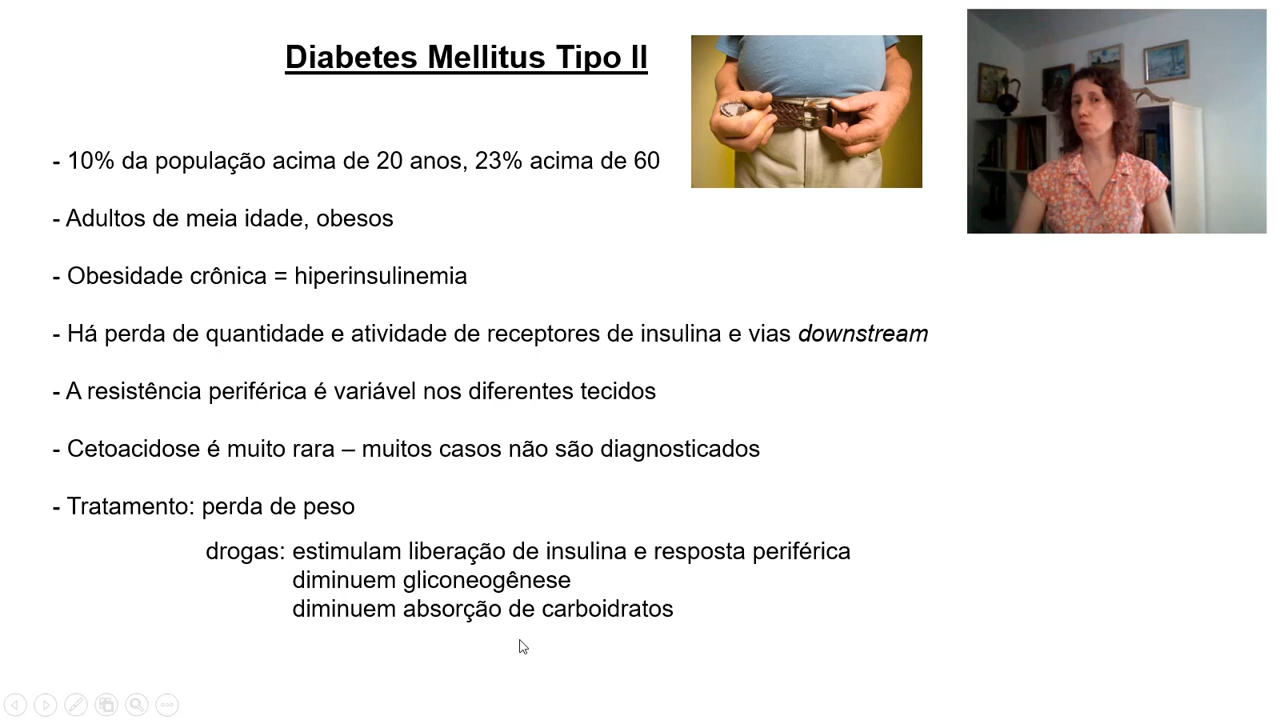 Diabetes Mellitus Tipo II
- 10% da população acima de 20 anos, 23% acima de 60
- Adultos de meia idade, obesos
- Obesidade crônica = hiperinsulinemia
- Há perda de quantidade e atividade de receptores de insulina e vias downstream
- A resistência periférica é variável nos diferentes tecidos
- Cetoacidose é muito rara – muitos casos não são diagnosticados
- Tratamento: perda de peso
drogas: estimulam liberação de insulina e resposta periférica
diminuem gliconeogênese
diminuem absorção de carboidratos